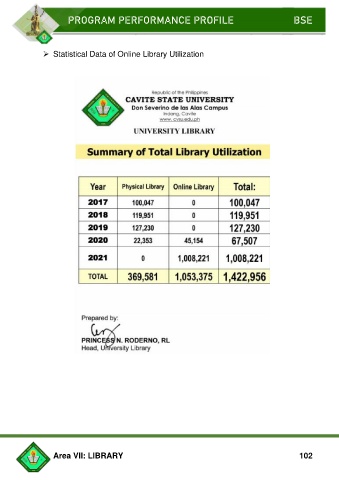 PROGRAM PERFORMANCE PROFILE BSE
➢ Statistical Data of Online Library Utilization
Republic of the Philippines
CAVITE STATE UNIVERSITY
Don Severino de las Alas Campus
Indang, Cavite
www.cvsu.edu.ph
UNIVERSITY LIBRARY
Summary of Total Library Utilization
Year Physical Library Online Library Total:
2017 100,047 0 100,047
2018 119,951 0 119,951
2019 127,230 0 127,230
2020 22,353 45,154 67,507
2021 0 1,008,221 1,008,221
TOTAL 369,581 1,053,375 1,422,956
Prepared by:
PRINCESS N. RODERNO, RL
Head, University Library
Area VII: LIBRARY 102